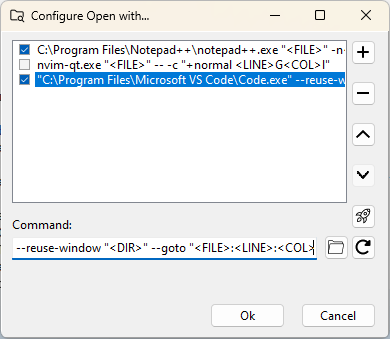 Configure Open with...
C:\Program Files\Notepad++\notepad++.exe "<FILE>" -n
nvim-qt.exe "<FILE>" -- -c "+normal <LINE>G<COL>l"
"C:\Program Files\Microsoft VS Code\Code.exe" --reuse-w
Command:
--reuse-window "<DIR>" --goto "<FILE>:<LINE>:<COL>
Ok
Cancel